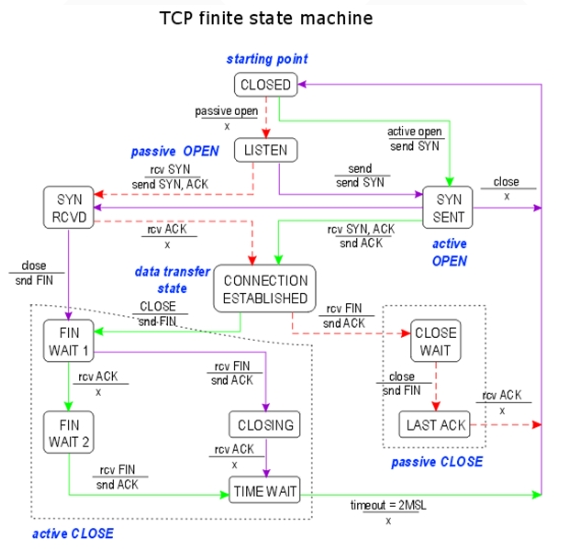 TCP finite state machine
starting point
CLOSED
passive open
x
active open
send SYN
passive OPEN
LISTEN
rcv SYN
send SYN, ACK
send
send SYN
close
x
SYN
RCVD
SYN
SENT
rcv ACK
x
rcv SYN, ACK
snd ACK
active
OPEN
close
snd FIN
data transfer
state
CONNECTION
ESTABLISHED
CLOSE
snd FIN
rcv FIN
snd ACK
FIN
WAIT 1
CLOSE
WAIT
rcv ACK
x
rcv FIN
snd ACK
close
snd FIN
rcv ACK
x
FIN
WAIT 2
CLOSING
LAST ACK
rcv ACK
x
passive CLOSE
rcv FIN
snd ACK
TIME WAIT
timeout = 2MSL
x
active CLOSE